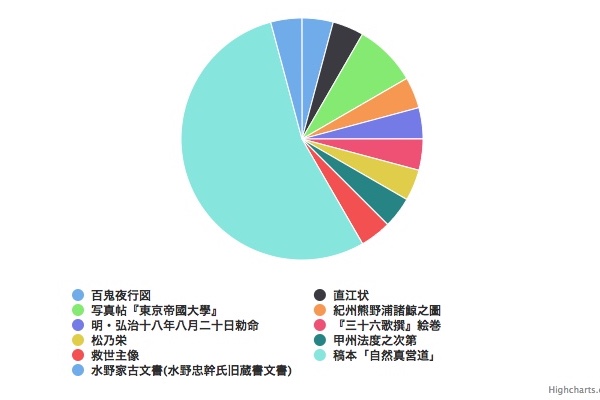 百鬼夜行図
直江状
写真帖『東京帝國大學』
紀州熊野浦諸鯨之圖
明・弘治十八年八月二十日勅命
『三十六歌撰』絵巻
松乃栄
甲州法度之次第
救世主像
稿本「自然真営道」
水野家古文書(水野忠幹氏旧蔵書文書)
Highcharts.c